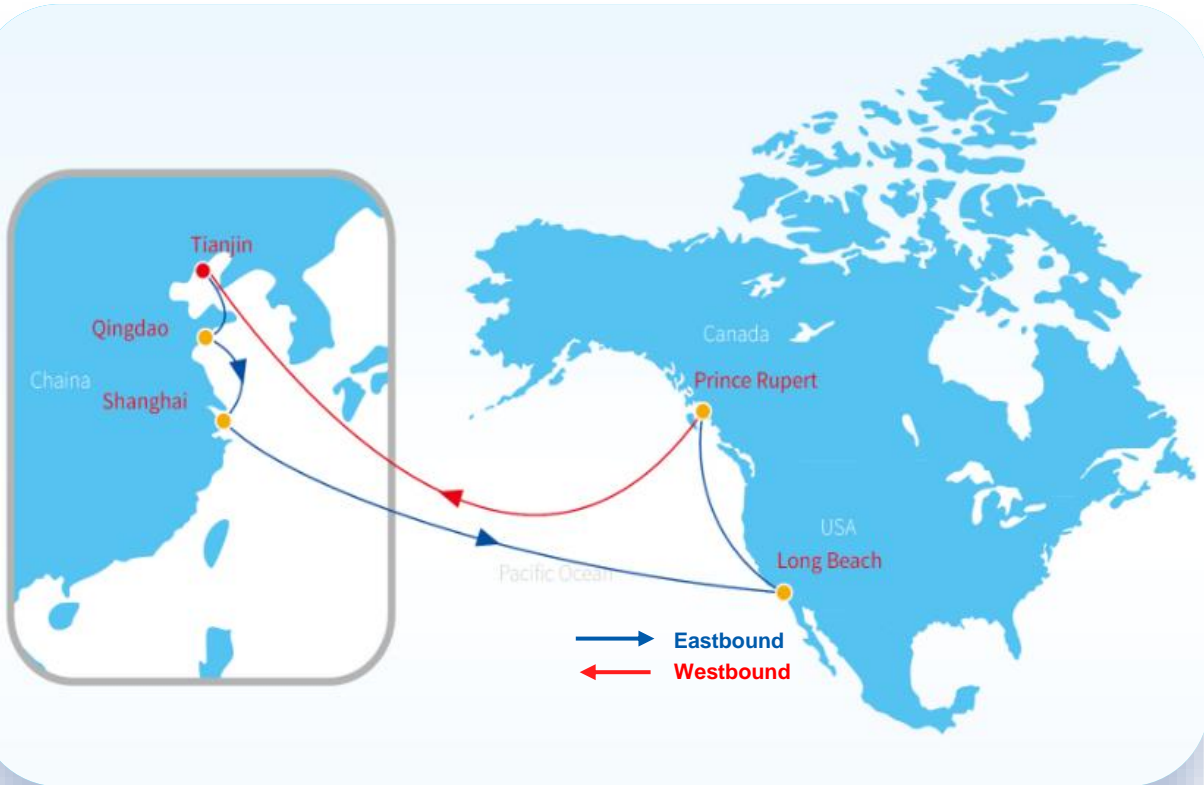 Tianjin
Qingdao
Chaina
Shanghai
Canada
Prince Rupert
USA
Long Beach
Pacific Ocean
Eastbound
Westbound